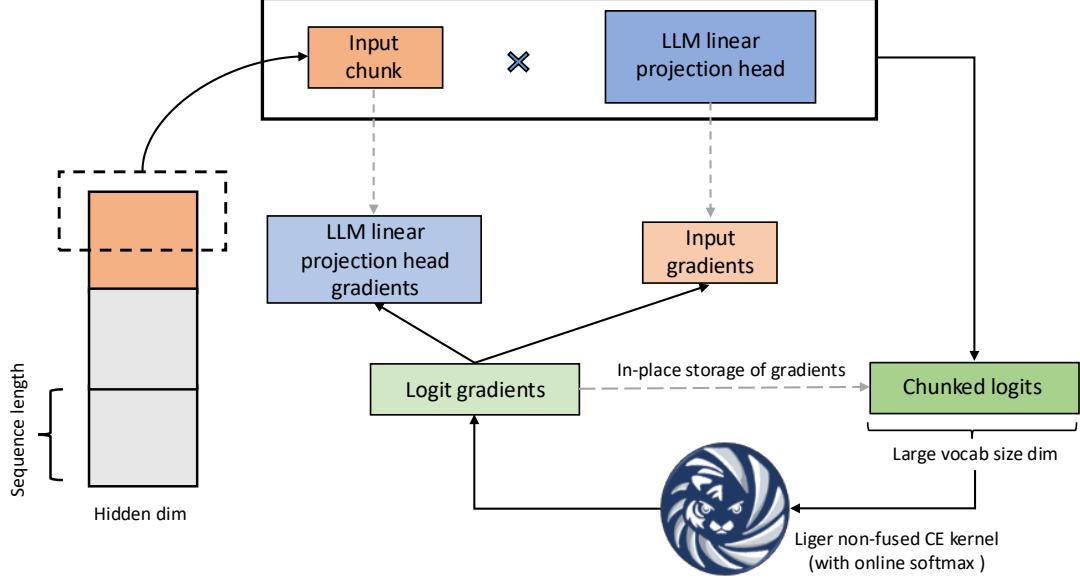 Input
chunk
LLM linear
projection head
LLM linear
projection head
gradients
Input
gradients
Logit gradients
In-place storage of gradients
Chunked logits
Large vocab size dim
Sequence length
Hidden dim
Liger non-fused CE kernel
(with online softmax )